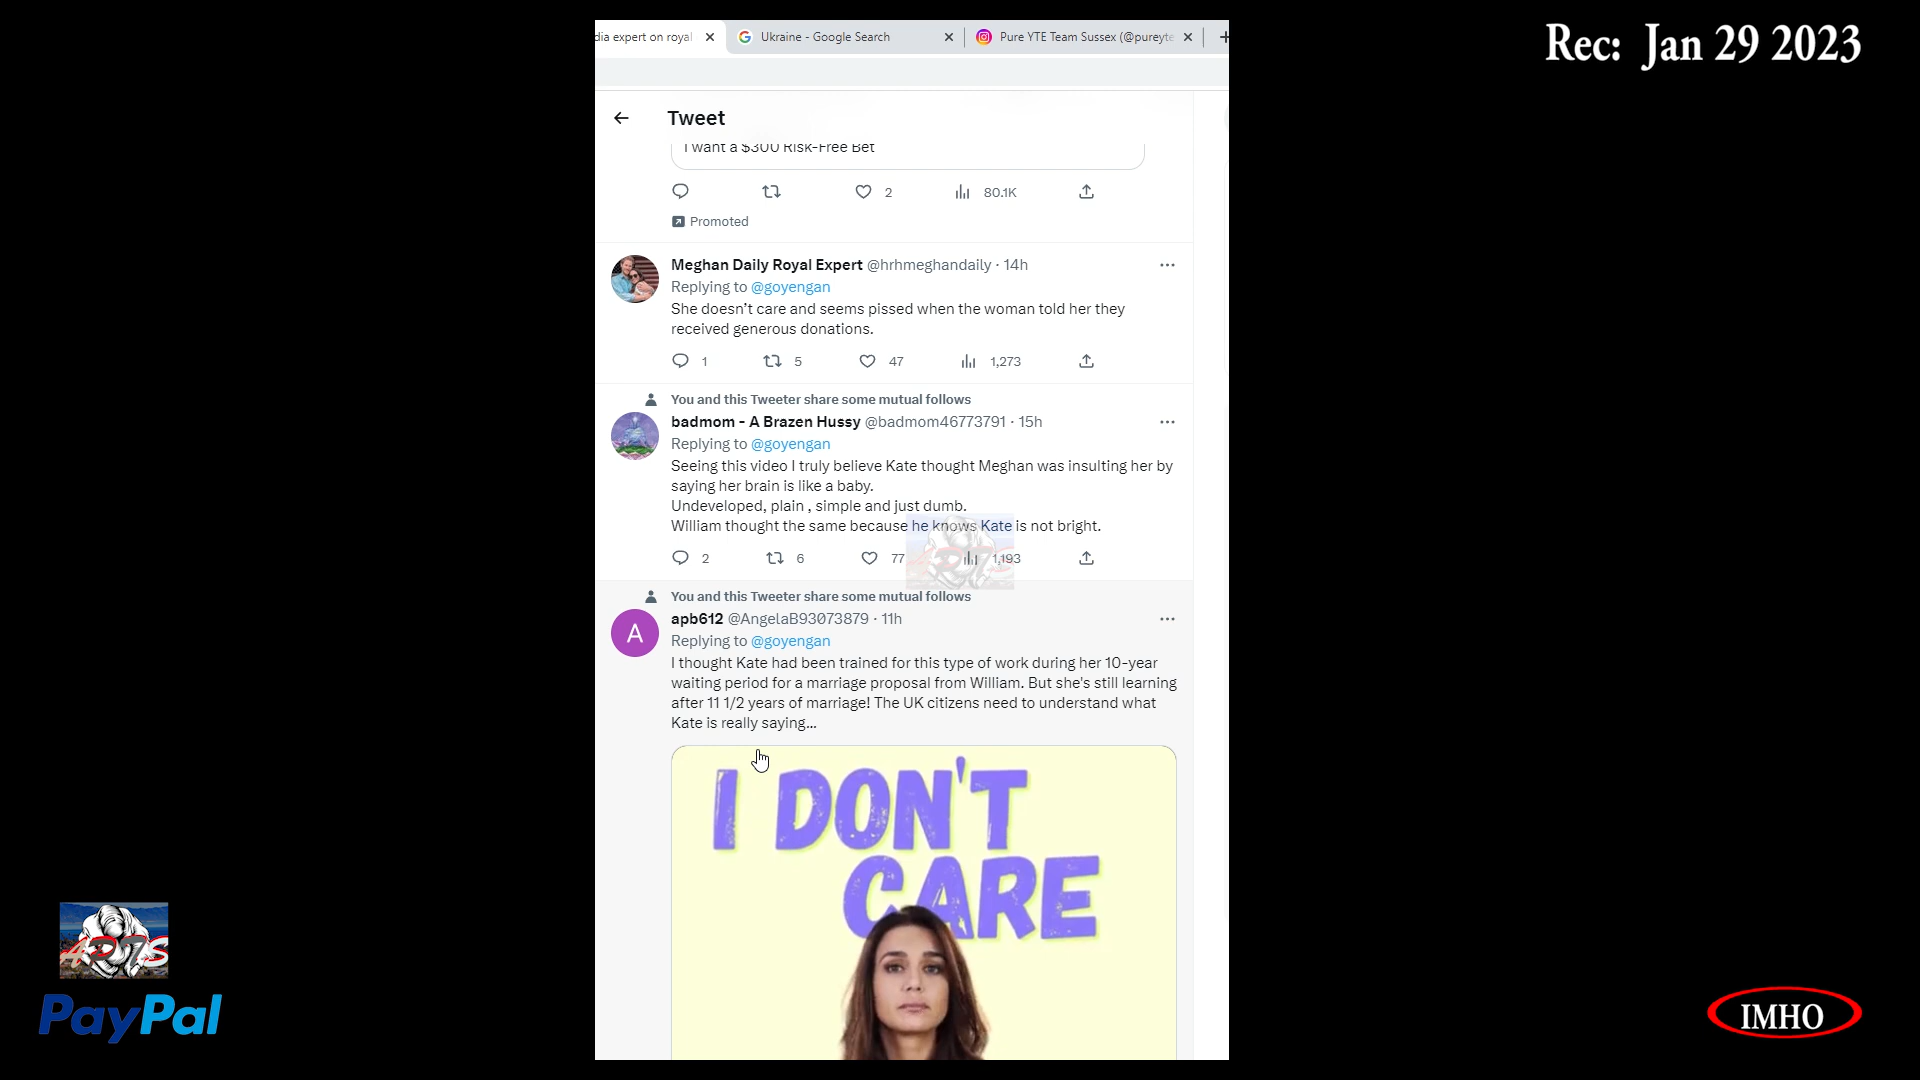 Rec: Jan 29 2023
dia expert on royal
Ukraine - Google Search
Pure YTE Team Sussex (@pureyte
Tweet
I want a $300 Risk-Free Bet
2
80.1K
Promoted
Meghan Daily Royal Expert @hrhmeghandaily · 14h
Replying to @goyengan
She doesn’t care and seems pissed when the woman told her they
received generous donations.
1
5
47
1,273
You and this Tweeter share some mutual follows
badmom - A Brazen Hussy @badmom46773791 · 15h
Replying to @goyengan
Seeing this video I truly believe Kate thought Meghan was insulting her by
saying her brain is like a baby.
Undeveloped, plain , simple and just dumb.
William thought the same because he knows Kate is not bright.
2
6
77
1,193
You and this Tweeter share some mutual follows
apb612 @AngelaB93073879 · 11h
A
Replying to @goyengan
I thought Kate had been trained for this type of work during her 10-year
waiting period for a marriage proposal from William. But she's still learning
after 11 1/2 years of marriage! The UK citizens need to understand what
Kate is really saying...
I DON'T
CARE
PayPal
IMHO